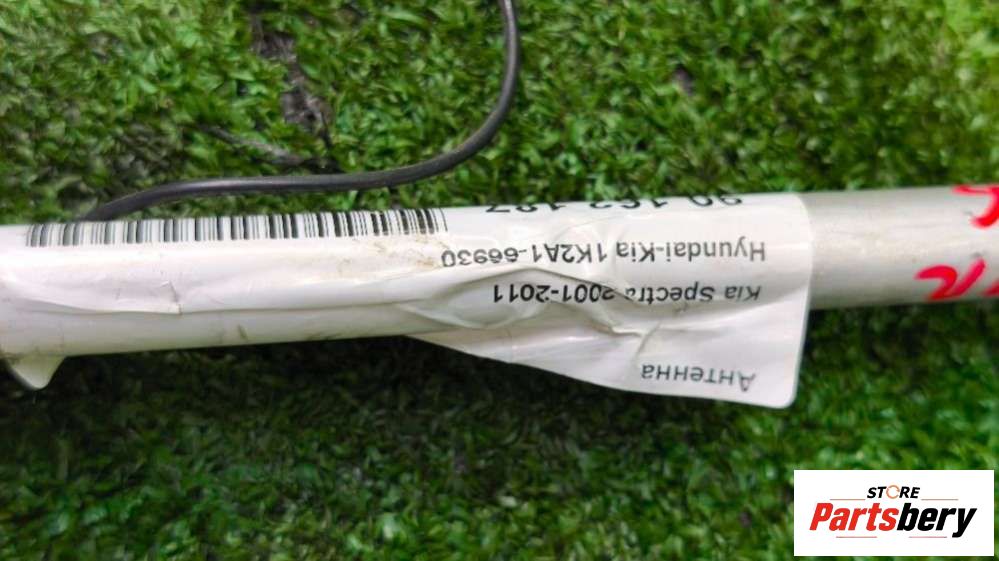 Антенна
Kia Spectra 2001-2011
Hyundai-Kia 1K2A1-66930
STORE
Partsbery